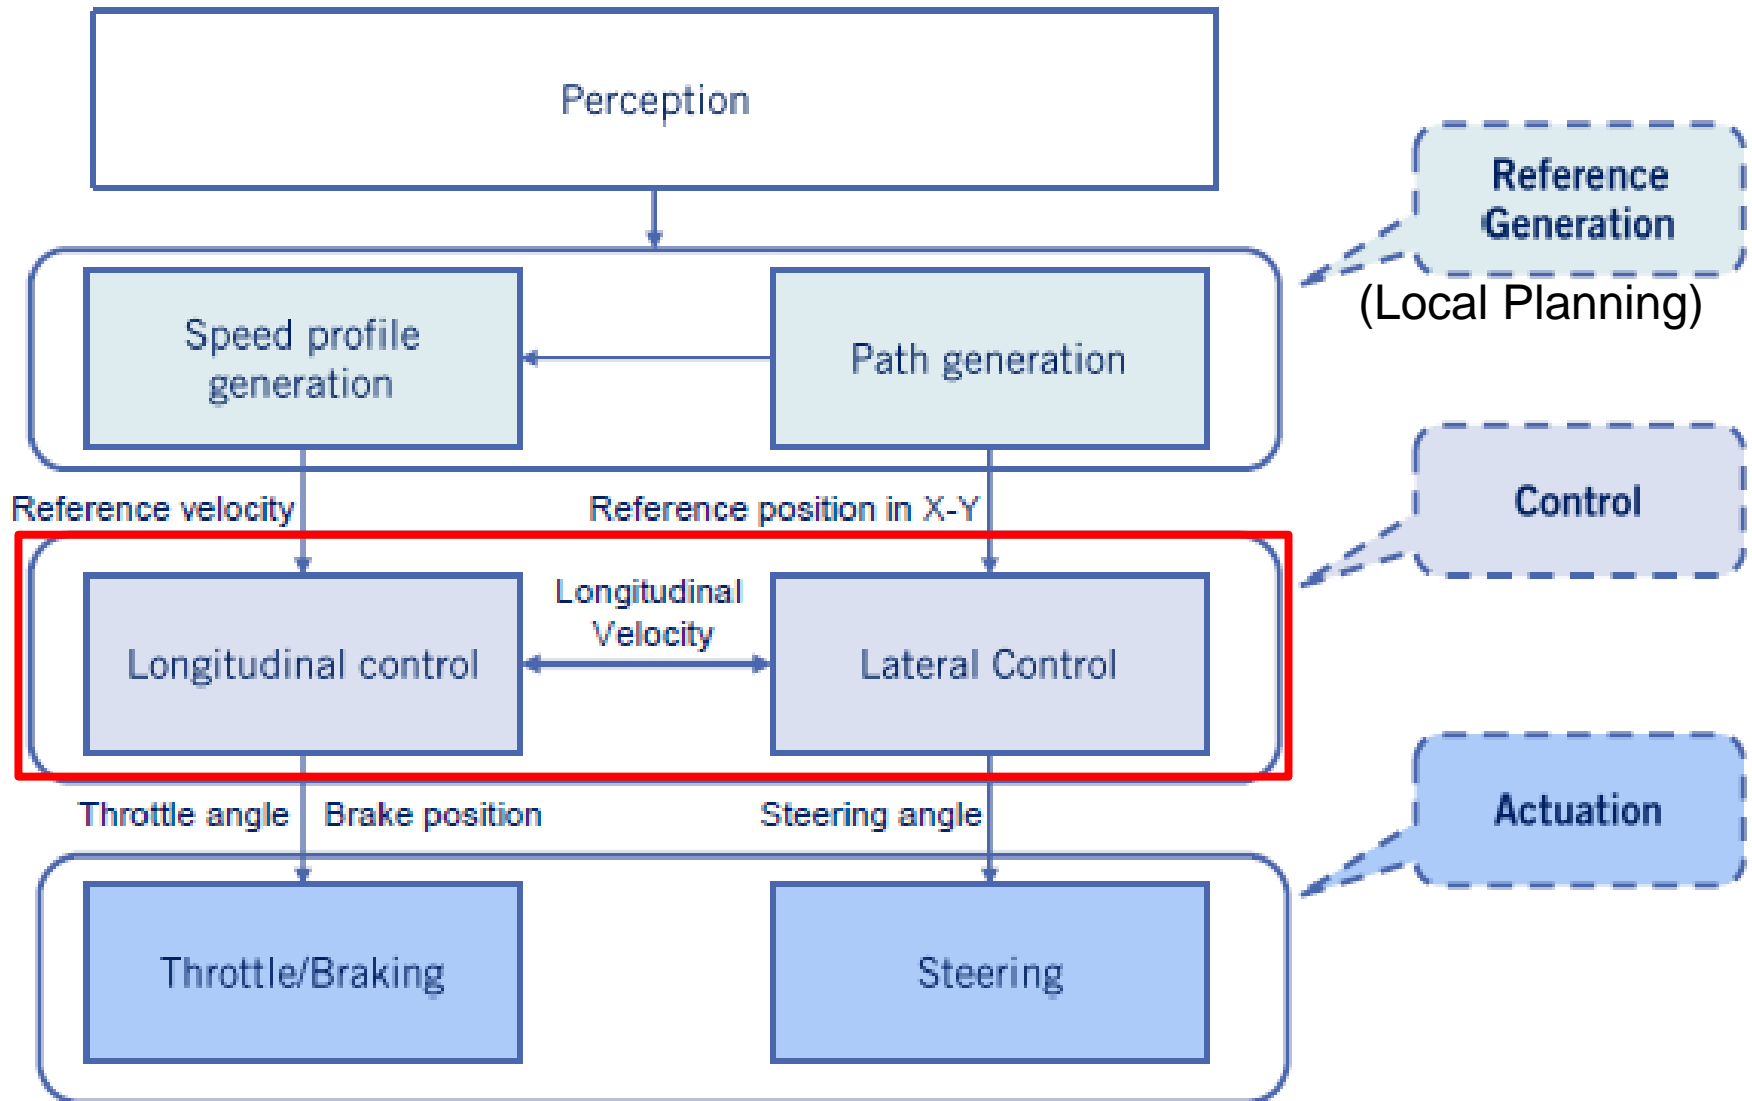 Perception
Reference
Generation
(Local Planning)
Speed profile
generation
Path generation
Reference velocity
Reference position in X-Y
Control
Longitudinal
Velocity
Longitudinal control
Lateral Control
Throttle angle
Brake position
Steering angle
Actuation
Throttle/Braking
Steering